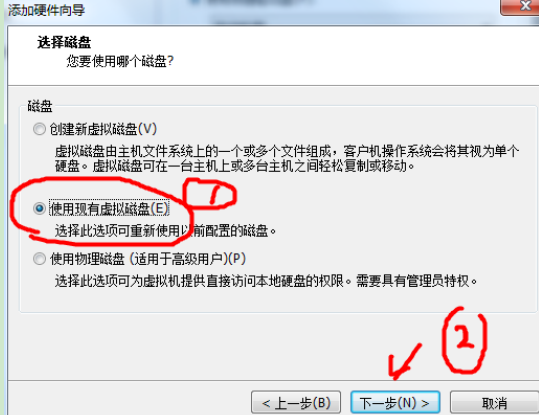 添加硬件向导
选择磁盘
您要使用哪个磁盘?
磁盘
创建新虚拟磁盘(V)
虚拟磁盘由主机文件系统上的一个或多个文件组成，客户机操作系统会将其视为单个
硬盘。虚拟磁盘可在一台主机上或多台主机之间轻松复制或移动。
1
使用现有虚拟磁盘(E)
选择此选项可重新使用以前配置的磁盘。
使用物理磁盘 (适用于高级用户)(P)
选择此选项可为虚拟机提供直接访问本地硬盘的权限。需要具有管理员特权。
2
< 上一步(B)
下一步(N) >
取消